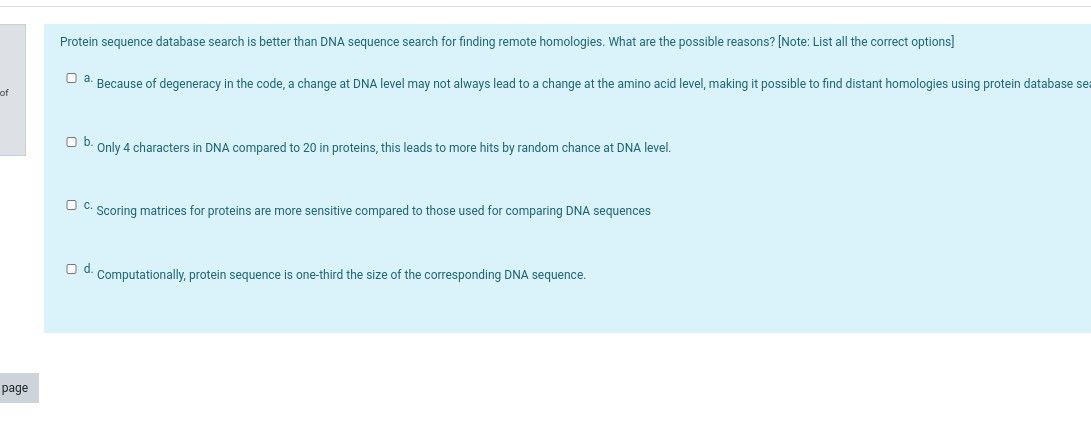 Protein sequence database search is better than DNA sequence search for finding remote homologies. What are the possible reasons? [Note: List all the correct options]
of
a. Because of degeneracy in the code, a change at DNA level may not always lead to a change at the amino acid level, making it possible to find distant homologies using protein database
b. Only 4 characters in DNA compared to 20 in proteins, this leads to more hits by random chance at DNA level.
c. Scoring matrices for proteins are more sensitive compared to those used for comparing DNA sequences
d. Computationally, protein sequence is one-third the size of the corresponding DNA sequence.
page